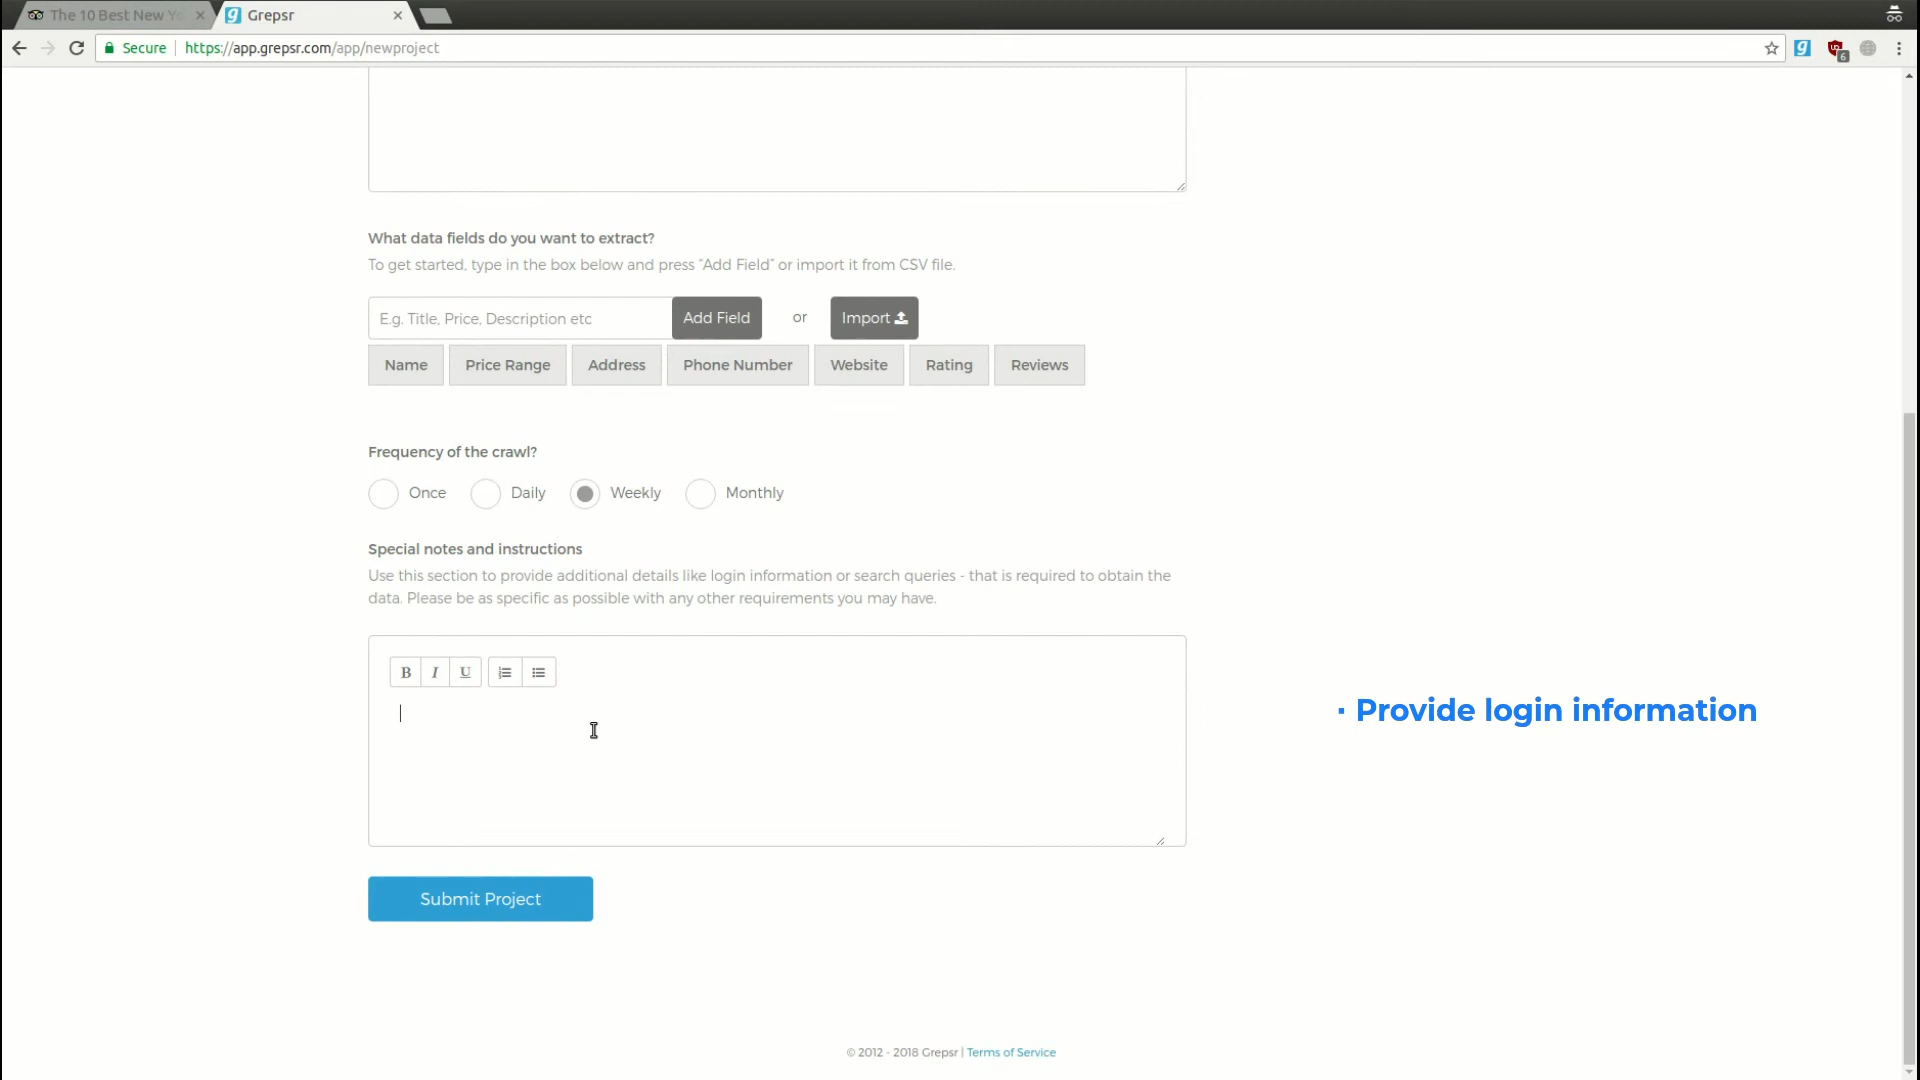 The 10 Best New Yo
Grepsr
Secure https://app.grepsr.com/app/newproject
6
What data fields do you want to extract?
To get started, type in the box below and press "Add Field" or import it from CSV file.
E.g. Title, Price, Description etc Add Field or Import
Name Price Range Address Phone Number Website Rating Reviews
Frequency of the crawl?
Once Daily Weekly Monthly
Special notes and instructions
Use this section to provide additional details like login information or search queries - that is required to obtain the
data. Please be as specific as possible with any other requirements you may have.
B I U
· Provide login information
Submit Project
© 2012 - 2018 Grepsr | Terms of Service